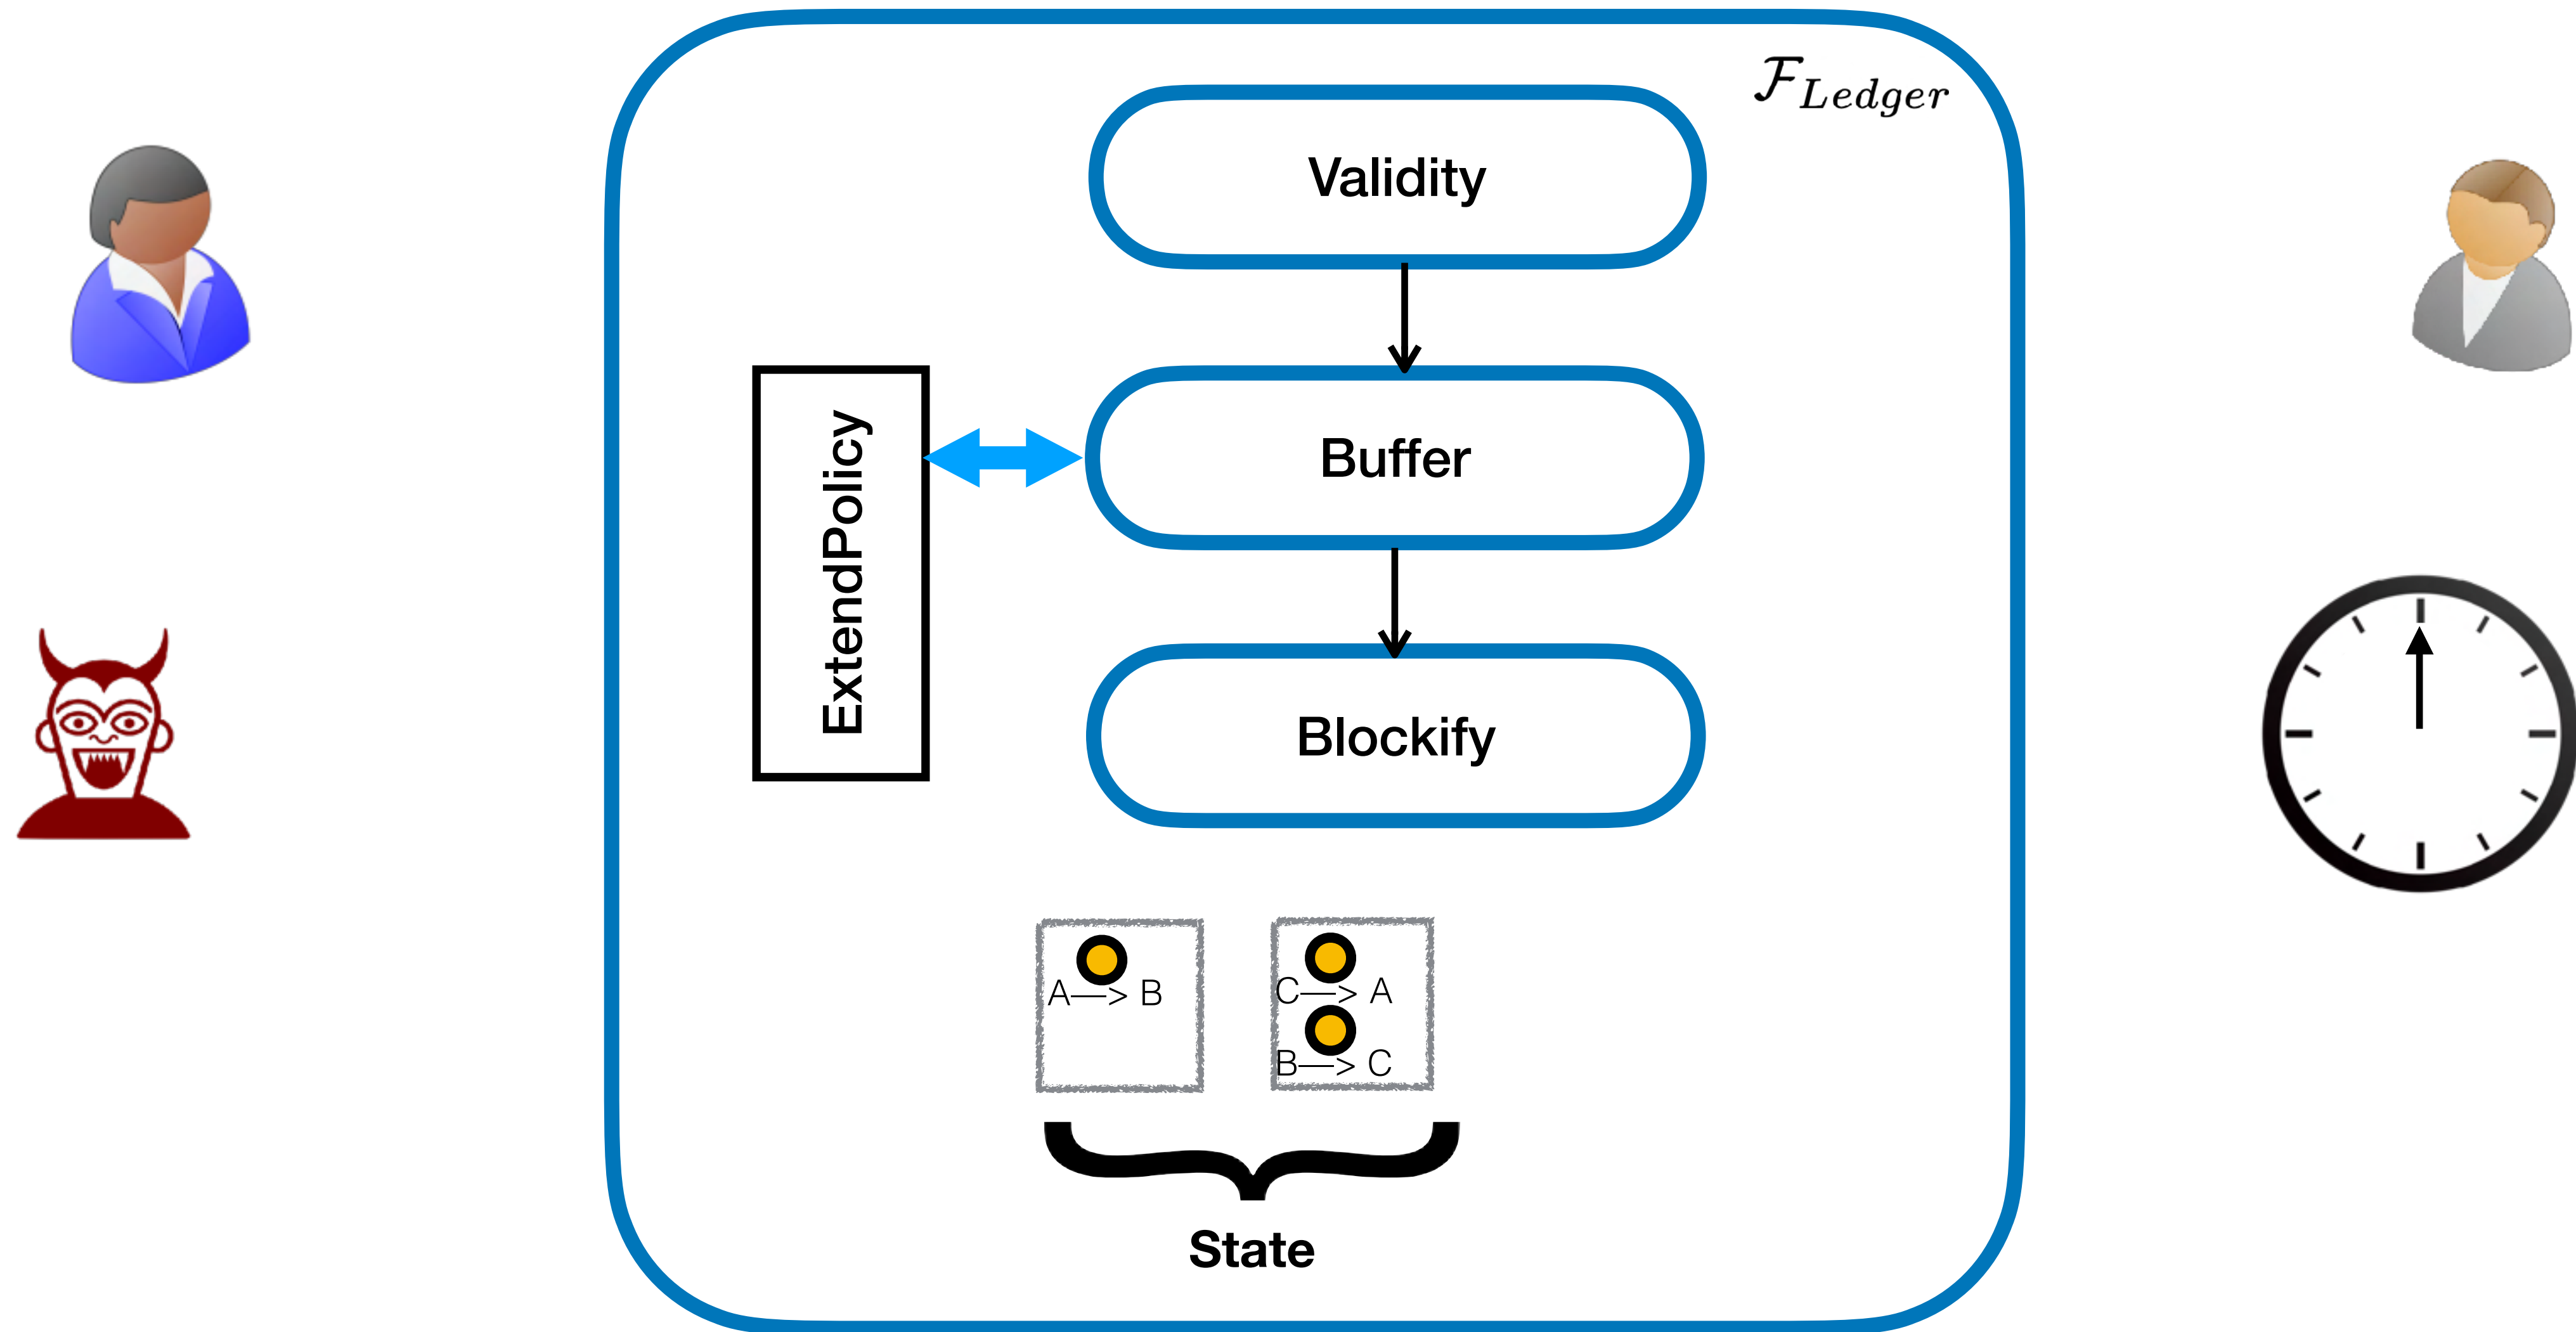 ℱ_Ledger
Validity
ExtendPolicy
Buffer
Blockify
A—> B
C—> A
B—> C
State